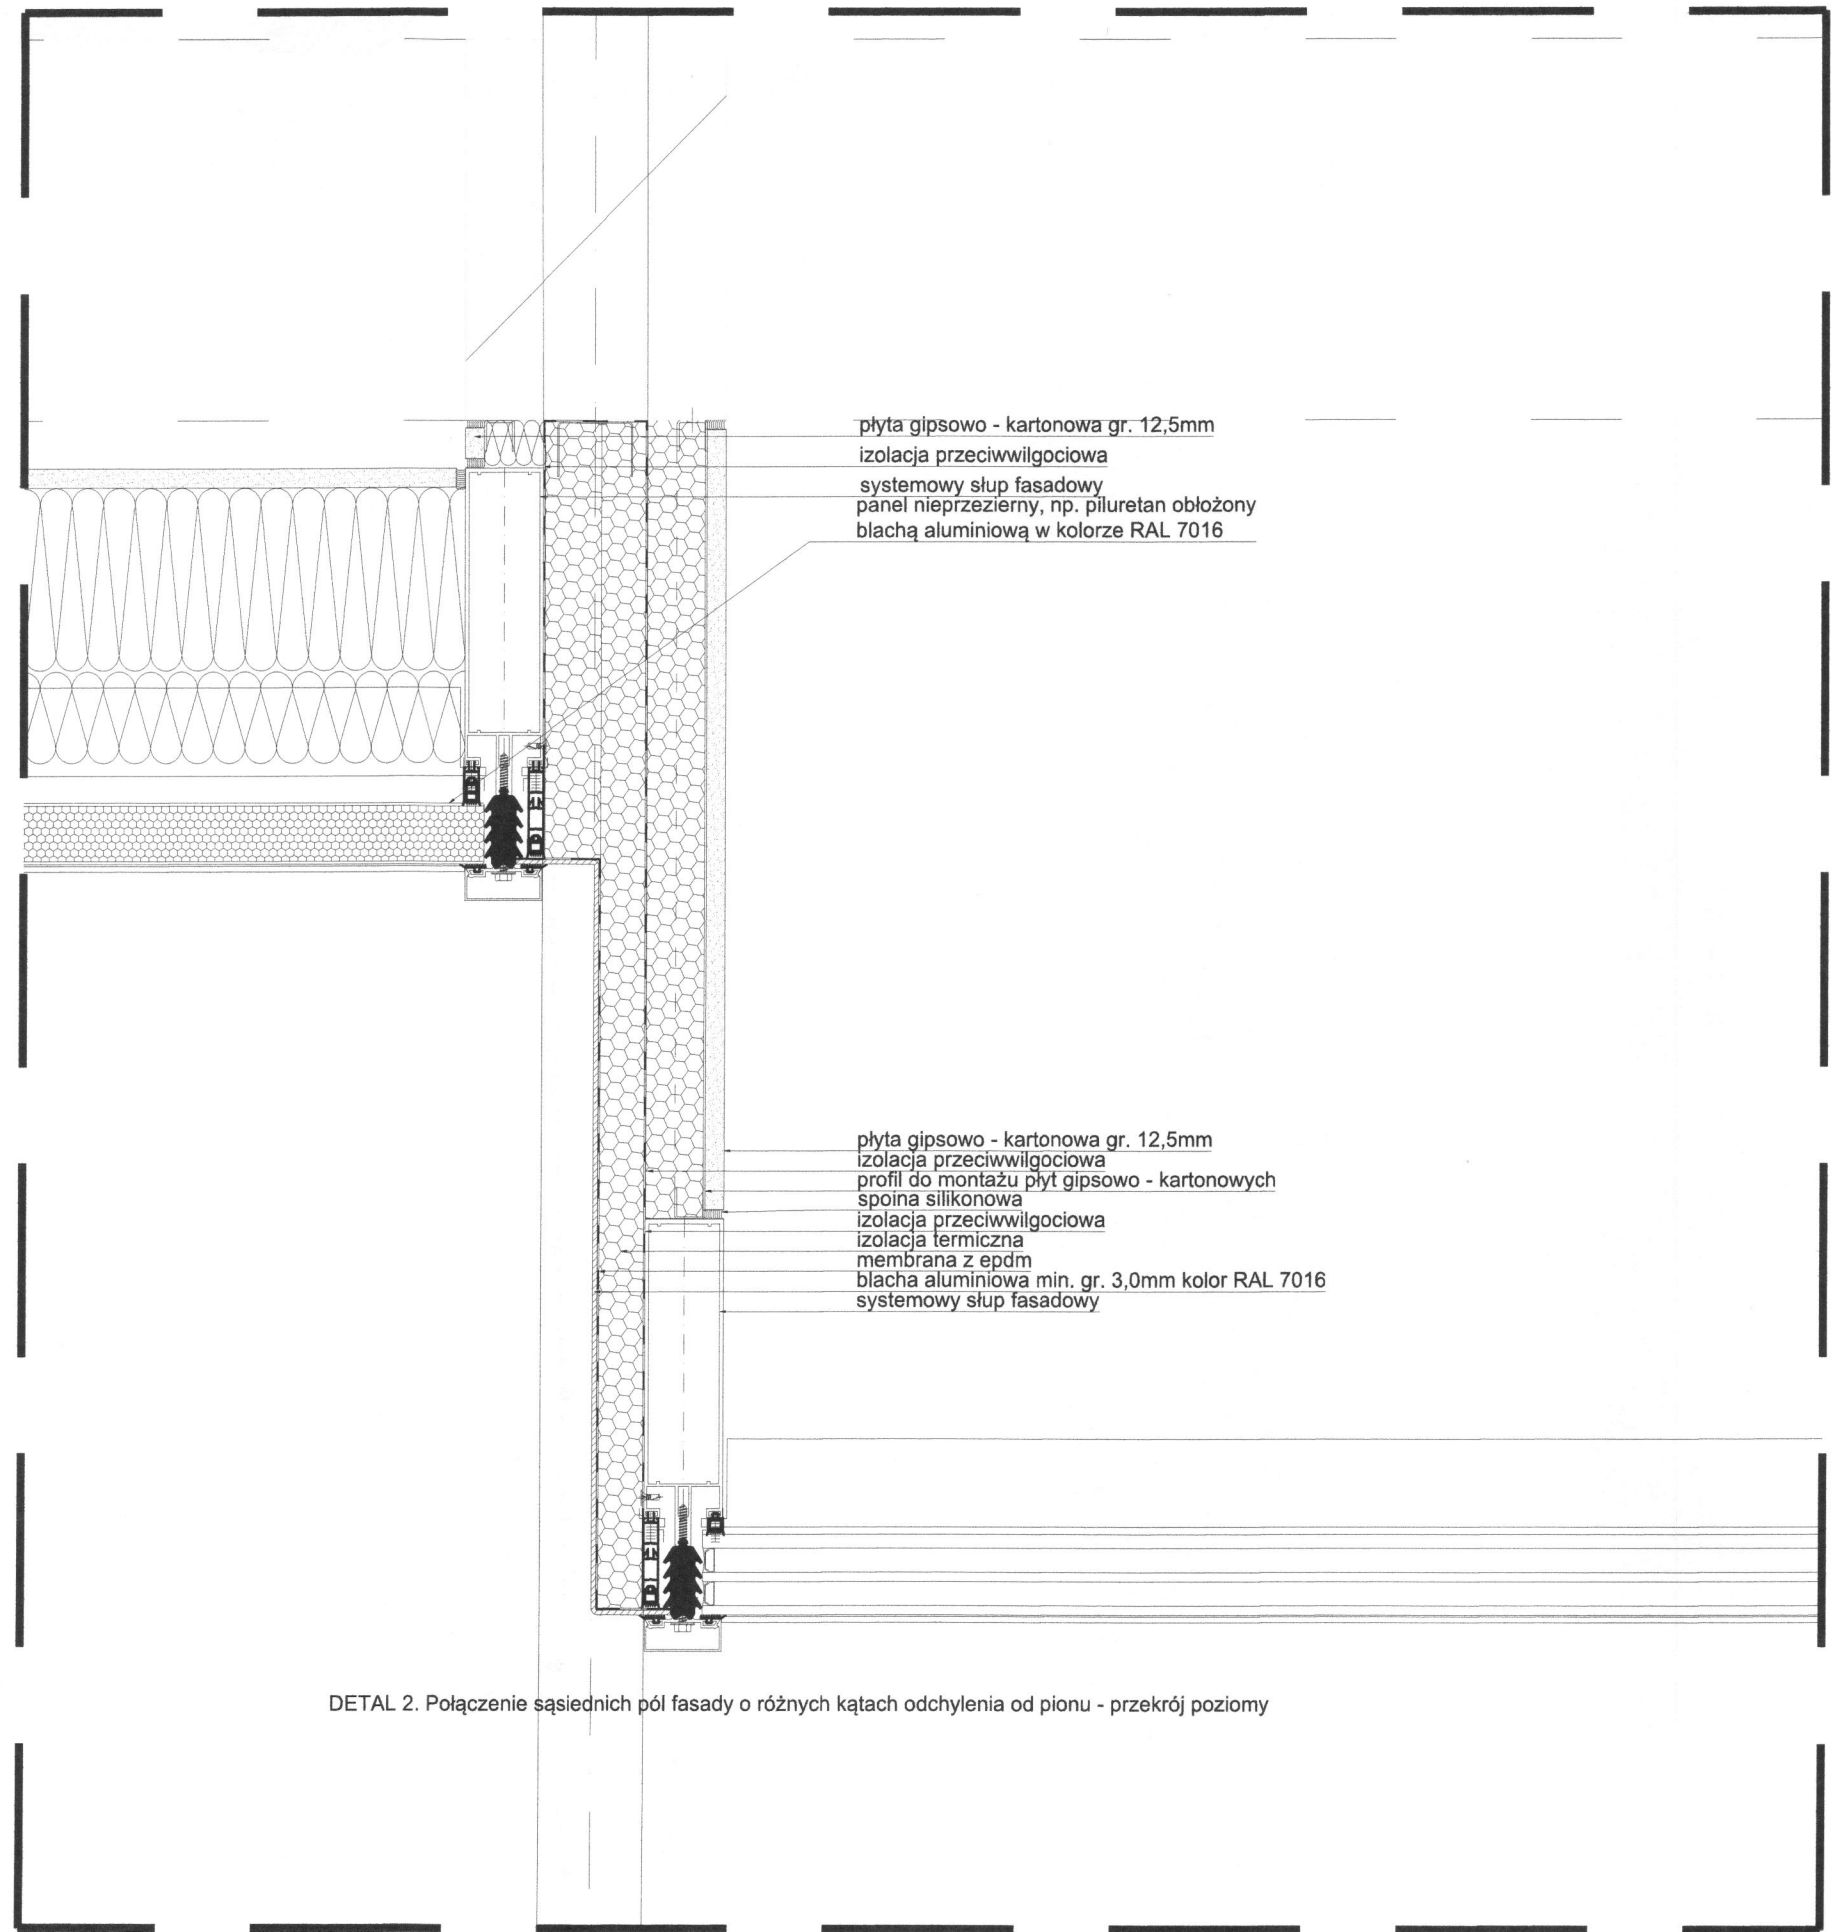 płyta gipsowo - kartonowa gr. 12,5mm
izolacja przeciwwilgociowa
systemowy słup fasadowy
panel nieprzezierny, np. piluretan obłożony
blachą aluminiową w kolorze RAL 7016
płyta gipsowo - kartonowa gr. 12,5mm
izolacja przeciwwilgociowa
profil do montażu płyt gipsowo - kartonowych
spoina silikonowa
izolacja przeciwwilgociowa
izolacja termiczna
membrana z epdm
blacha aluminiowa min. gr. 3,0mm kolor RAL 7016
systemowy słup fasadowy
DETAL 2. Połączenie sąsiednich pól fasady o różnych kątach odchylenia od pionu - przekrój poziomy